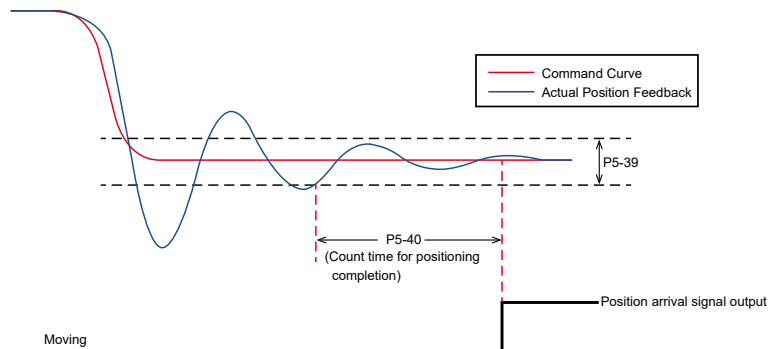 Command Curve
Actual Position Feedback
P5-39
P5-40
(Count time for positioning
completion)
Position arrival signal output
Moving